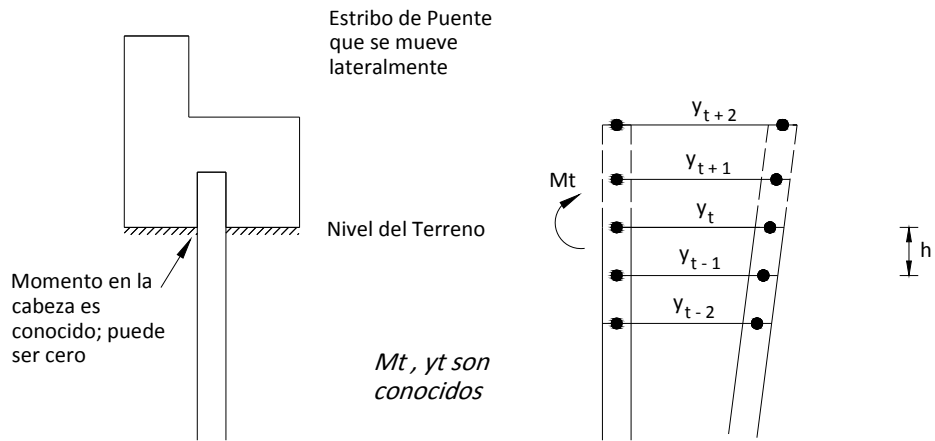 Estribo de Puente
que se mueve
lateralmente
Nivel del Terreno
Momento en la
cabeza es
conocido; puede
ser cero
Mt , yt son
conocidos
y t + 2
y t + 1
Mt
y t
y t - 1
y t - 2
h